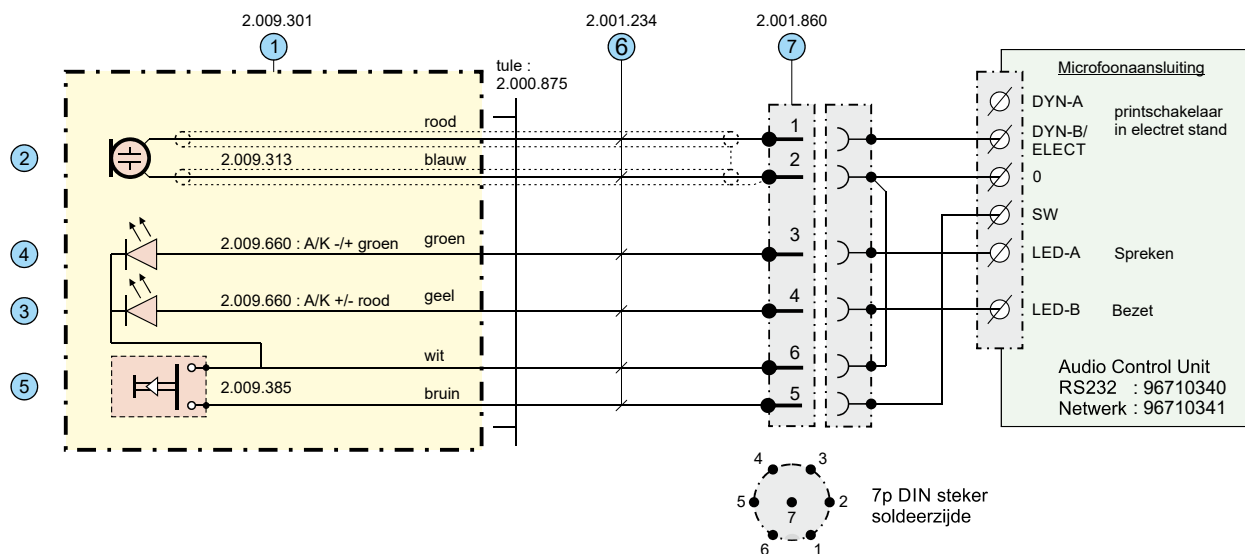 2.009.301
2.001.234
2.001.860
1
6
7
tule :
2.000.875
Microfoonaansluiting
DYN-A
printschakelaar
in electret stand
rood
1
DYN-B/
ELECT
2
2.009.313
blauw
2
0
SW
4
2.009.660 : A/K -/+ groen
groen
3
LED-A
Spreken
3
2.009.660 : A/K +/- rood
geel
4
LED-B
Bezet
wit
6
5
2.009.385
bruin
5
Audio Control Unit
RS232 : 96710340
Netwerk : 96710341
4
3
5
7
2
6
1
7p DIN steker
soldeerzijde